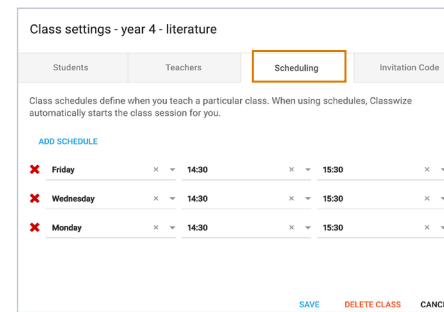 Class settings - year 4 - literature
Students Teachers Scheduling Invitation Code
Class schedules define when you teach a particular class. When using schedules, Classwize
automatically starts the class session for you.
ADD SCHEDULE
Friday 14:30 15:30
Wednesday 14:30 15:30
Monday 14:30 15:30
SAVE DELETE CLASS